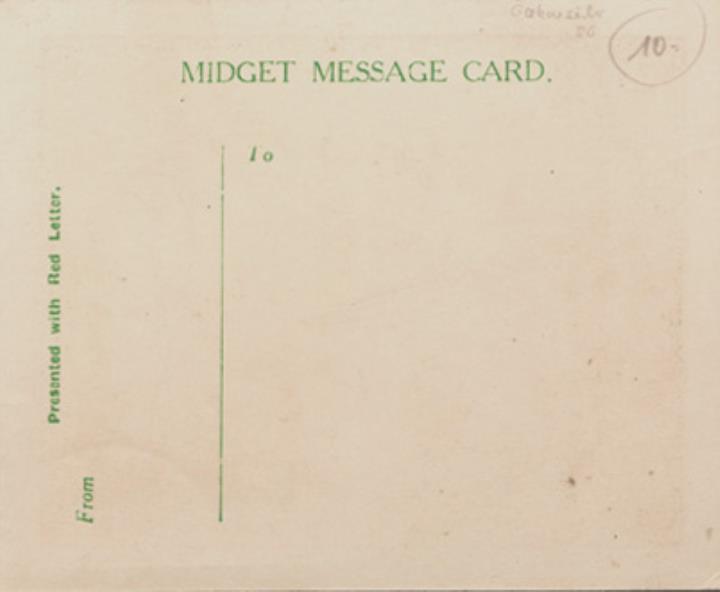 10-
MIDGET MESSAGE CARD.
To
Presented with Red Letter.
From